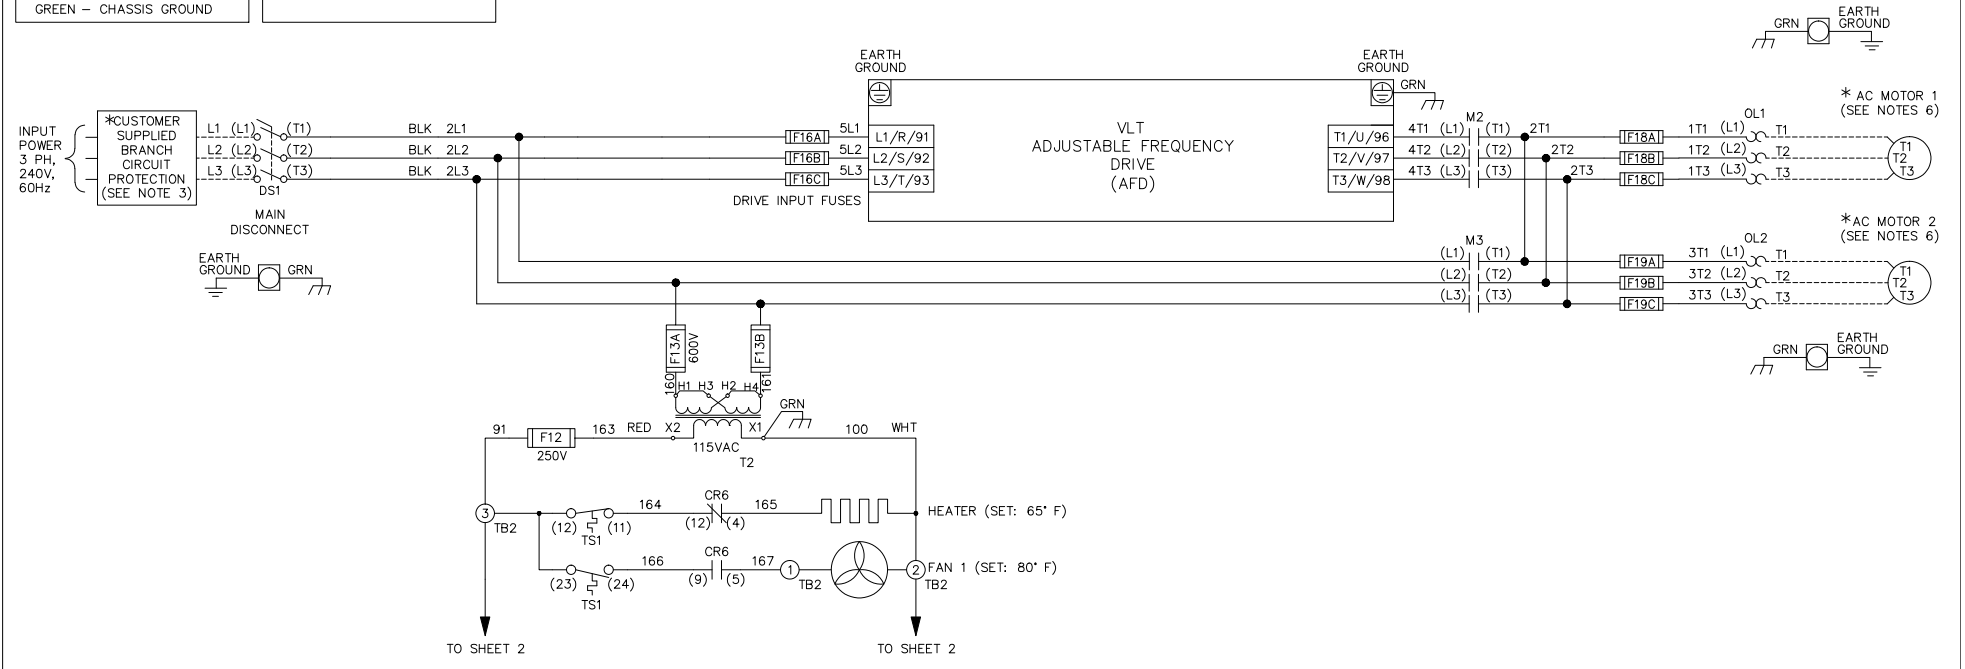 GREEN – CHASSIS GROUND
GRN
EARTH
GROUND
EARTH
GROUND
EARTH
GROUND
GRN
INPUT
POWER
3 PH,
240V,
60Hz
*CUSTOMER
SUPPLIED
BRANCH
CIRCUIT
PROTECTION
(SEE NOTE 3)
L1 (L1) (T1)
L2 (L2) (T2)
L3 (L3) (T3)
DS1
MAIN
DISCONNECT
EARTH
GROUND
GRN
BLK 2L1
BLK 2L2
BLK 2L3
F16A 5L1 L1/R/91
F16B 5L2 L2/S/92
F16C 5L3 L3/T/93
DRIVE INPUT FUSES
VLT
ADJUSTABLE FREQUENCY
DRIVE
(AFD)
M2
T1/U/96 4T1 (L1) (T1) 2T1
T2/V/97 4T2 (L2) (T2) 2T2
T3/W/98 4T3 (L3) (T3) 2T3
OL1
F18A 1T1 (L1) T1
F18B 1T2 (L2) T2
F18C 1T3 (L3) T3
* AC MOTOR 1
(SEE NOTES 6)
T1
T2
T3
M3
(L1) (T1)
(L2) (T2)
(L3) (T3)
OL2
F19A 3T1 (L1) T1
F19B 3T2 (L2) T2
F19C 3T3 (L3) T3
*AC MOTOR 2
(SEE NOTES 6)
T1
T2
T3
GRN
EARTH
GROUND
F13A
600V
F13B
160
161
H1 H3 H2 H4
GRN
91 F12 163 RED X2 X1 100 WHT
250V
115VAC
T2
3
TB2
(12) (11)
TS1
164
CR6
(12) (4)
165
HEATER (SET: 65° F)
(23) (24)
TS1
166
CR6
(9) (5)
167
1
TB2
2
TB2
FAN 1 (SET: 80° F)
TO SHEET 2
TO SHEET 2